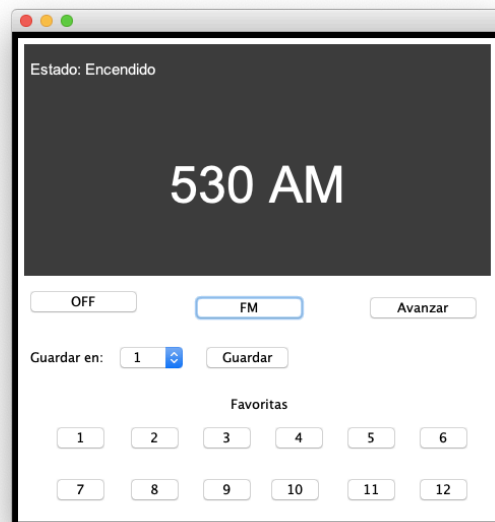 Estado: Encendido
530 AM
OFF FM Avanzar
Guardar en: 1 Guardar
Favoritas
1 2 3 4 5 6
7 8 9 10 11 12